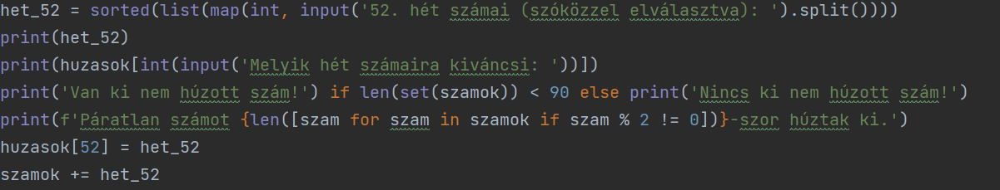 het_52 = sorted(list(map(int, input('52. hét számai (szóközzel elválasztva): ').split())))
print(het_52)
print(huzasok[int(input('Melyik hét számaira kiváncsi: '))])
print('Van ki nem húzott szám!') if len(set(szamok)) < 90 else print('Nincs ki nem húzott szám!')
print(f'Páratlan számot {len([szam for szam in szamok if szam % 2 != 0])}-szor húztak ki.')
huzasok[52] = het_52
szamok += het_52